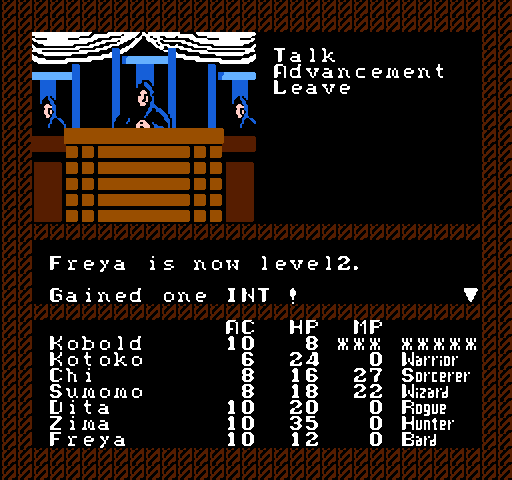 Talk
Advancement
Leave
Freya is now level2.
Gained one INT !
AC HP MP
Kobold 10 8 *** *****
Kotoko 6 24 0 Warrior
Chi 8 16 27 Sorcerer
Sumomo 8 18 22 Wizard
Dita 10 20 0 Rogue
Zima 10 35 0 Hunter
Freya 10 12 0 Bard